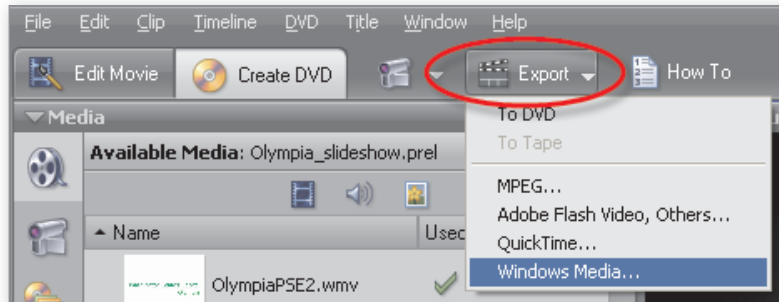 File Edit Clip Timeline DVD Title Window Help
Edit Movie Create DVD Export How To
Media
To DVD
To Tape
Available Media: Olympia_slideshow.prel
MPEG...
Adobe Flash Video, Others...
Name Used
QuickTime...
Windows Media...
OlympiaPSE2.wmv